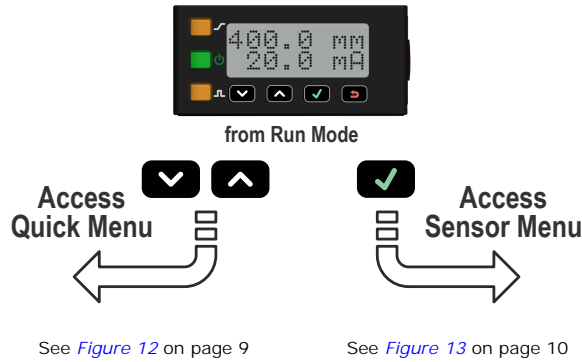 400.0 mm
20.0 mA
from Run Mode
Access
Quick Menu
Access
Sensor Menu
See Figure 12 on page 9
See Figure 13 on page 10